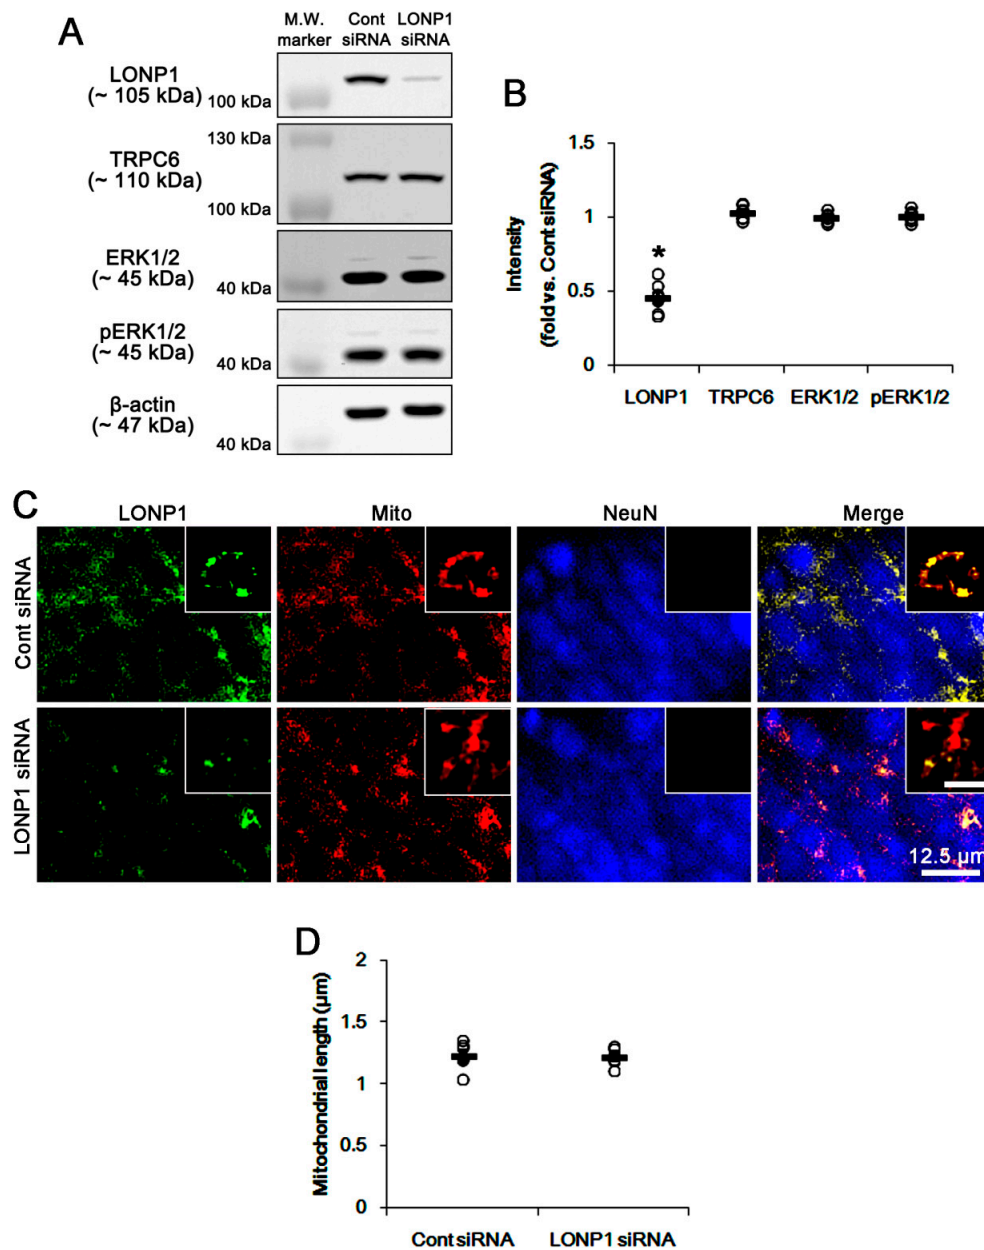 A
M.W. marker
Cont siRNA
LONP1 siRNA
LONP1
(~ 105 kDa)
100 kDa
TRPC6
(~ 110 kDa)
130 kDa
100 kDa
ERK1/2
(~ 45 kDa)
40 kDa
pERK1/2
(~ 45 kDa)
40 kDa
β-actin
(~ 47 kDa)
40 kDa
B
Intensity
(fold vs. Cont siRNA)
1.5
1
0.5
0
*
LONP1 TRPC6 ERK1/2 pERK1/2
C
LONP1 Mito NeuN Merge
Cont siRNA
LONP1 siRNA
12.5 µm
D
Mitochondrial length (µm)
2
1.5
1
0.5
0
Cont siRNA LONP1 siRNA